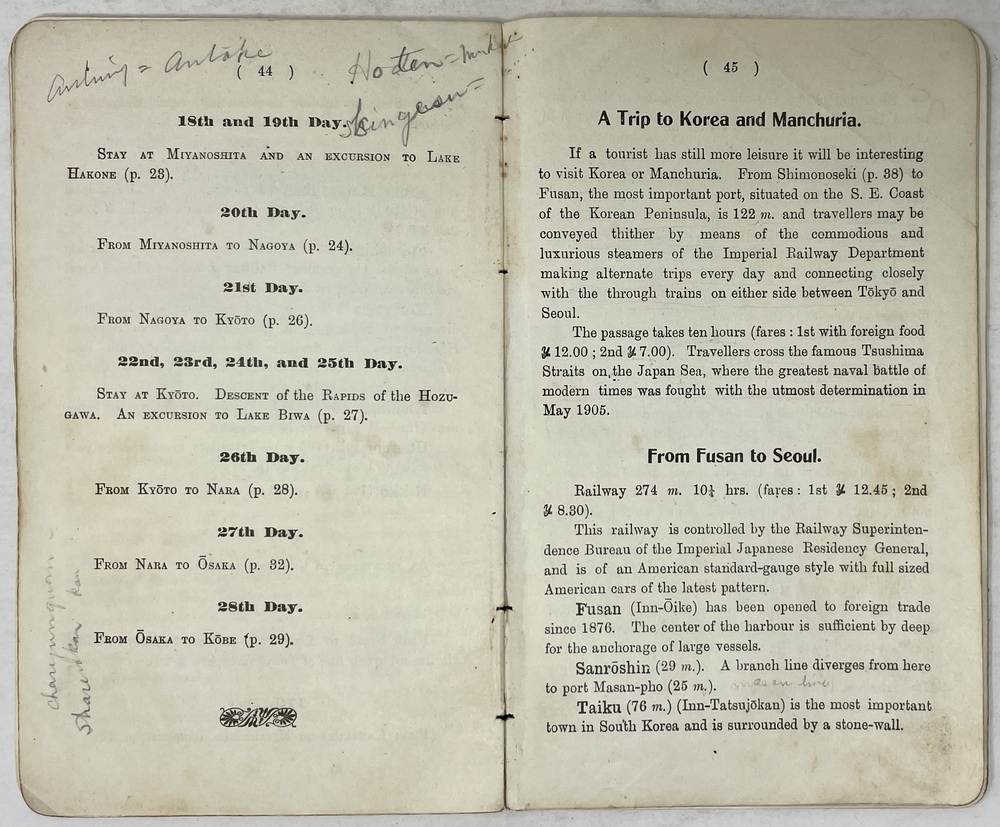 ( 44 )
18th and 19th Day.
Stay at Miyanoshita and an excursion to Lake
Hakone (p. 23).
20th Day.
From Miyanoshita to Nagoya (p. 24).
21st Day.
From Nagoya to Kyōto (p. 26).
22nd, 23rd, 24th, and 25th Day.
Stay at Kyōto. Descent of the Rapids of the Hozu-
gawa. An excursion to Lake Biwa (p. 27).
26th Day.
From Kyōto to Nara (p. 28).
27th Day.
From Nara to Ōsaka (p. 32).
28th Day.
From Ōsaka to Kōbe (p. 29).
( 45 )
A Trip to Korea and Manchuria.
If a tourist has still more leisure it will be interesting
to visit Korea or Manchuria. From Shimonoseki (p. 38) to
Fusan, the most important port, situated on the S. E. Coast
of the Korean Peninsula, is 122 m. and travellers may be
conveyed thither by means of the commodious and
luxurious steamers of the Imperial Railway Department
making alternate trips every day and connecting closely
with the through trains on either side between Tōkyō and
Seoul.
The passage takes ten hours (fares : 1st with foreign food
¥ 12.00 ; 2nd ¥ 7.00). Travellers cross the famous Tsushima
Straits on the Japan Sea, where the greatest naval battle of
modern times was fought with the utmost determination in
May 1905.
From Fusan to Seoul.
Railway 274 m. 10¼ hrs. (fares : 1st ¥ 12.45 ; 2nd
¥ 8.30).
This railway is controlled by the Railway Superinten-
dence Bureau of the Imperial Japanese Residency General,
and is of an American standard-gauge style with full sized
American cars of the latest pattern.
Fusan (Inn-Ōike) has been opened to foreign trade
since 1876. The center of the harbour is sufficient by deep
for the anchorage of large vessels.
Sanrōshin (29 m.). A branch line diverges from here
to port Masan-pho (25 m.).
Taiku (76 m.) (Inn-Tatsujōkan) is the most important
town in South Korea and is surrounded by a stone-wall.